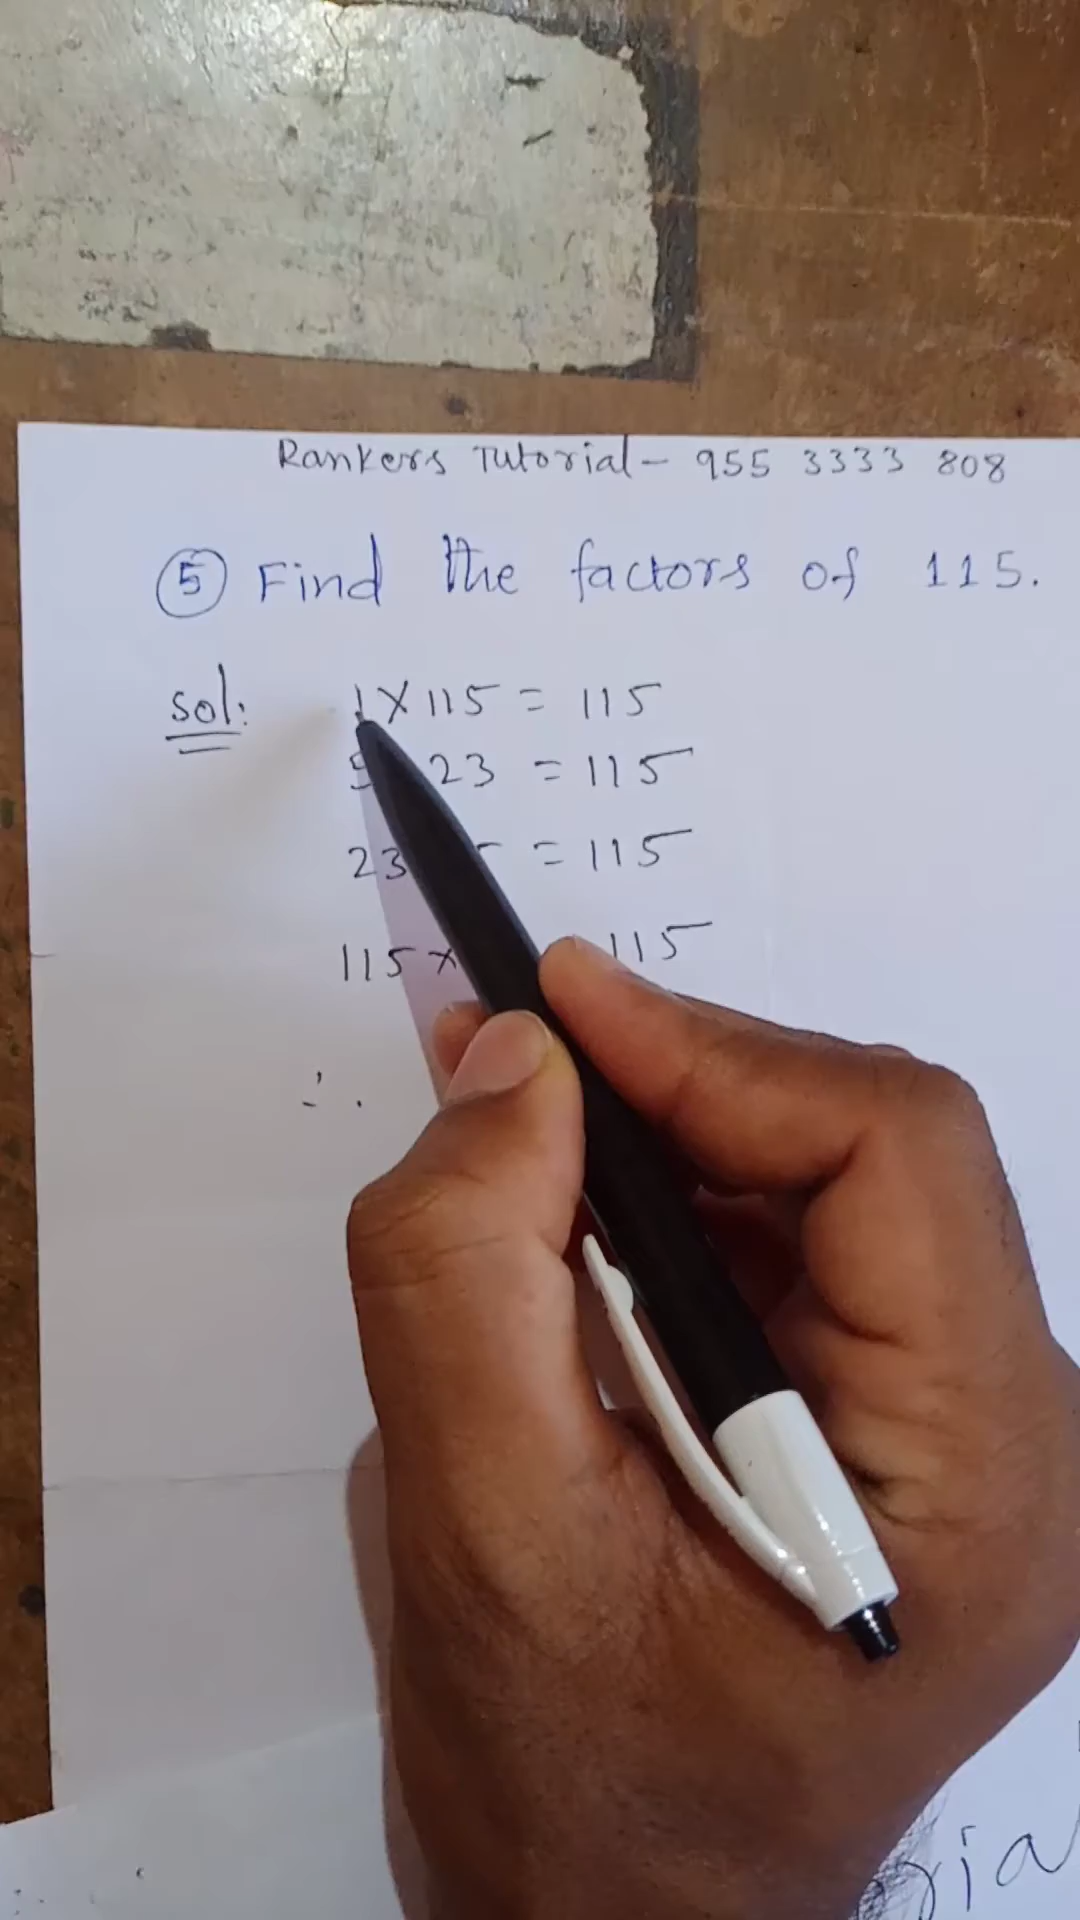 Rankers Tutorial - 955 3333 808
⑤ Find the factors of 115.
Sol: 1 X 115 = 115
5 23 = 115
23 = 115
115 x 115
∴